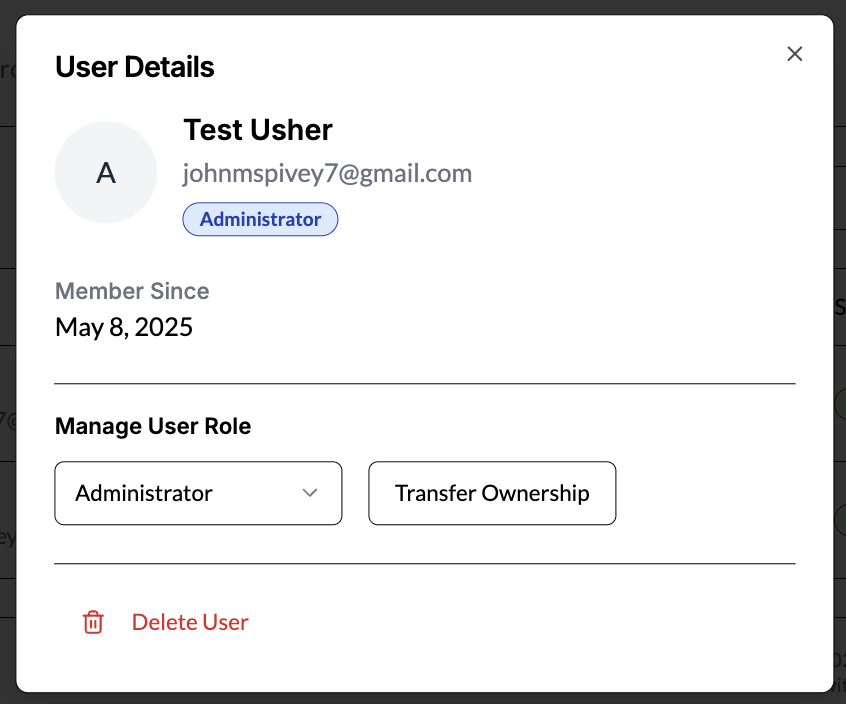 User Details
A
Test Usher
johnmspivey7@gmail.com
Administrator
Member Since
May 8, 2025
Manage User Role
Administrator
Transfer Ownership
Delete User